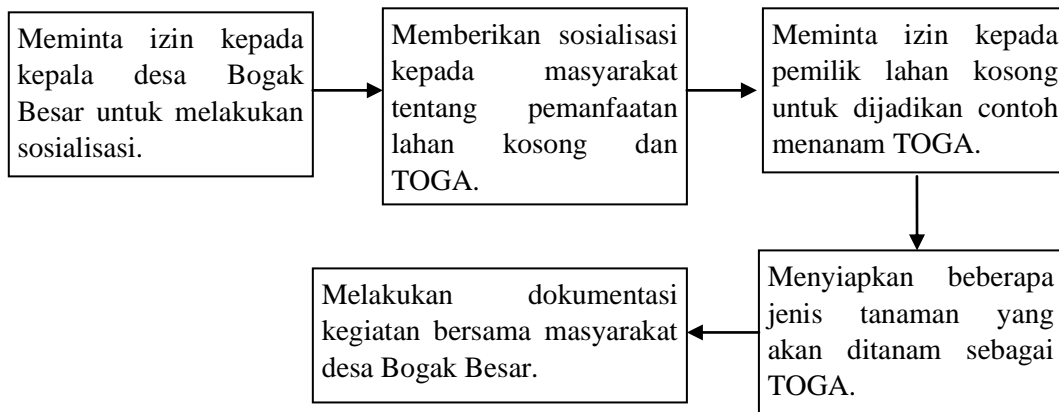 Meminta izin kepada
kepala desa Bogak
Besar untuk melakukan
sosialisasi.
Memberikan sosialisasi
kepada masyarakat
tentang pemanfaatan
lahan kosong dan
TOGA.
Meminta izin kepada
pemilik lahan kosong
untuk dijadikan contoh
menanam TOGA.
Menyiapkan beberapa
jenis tanaman yang
akan ditanam sebagai
TOGA.
Melakukan dokumentasi
kegiatan bersama masyarakat
desa Bogak Besar.